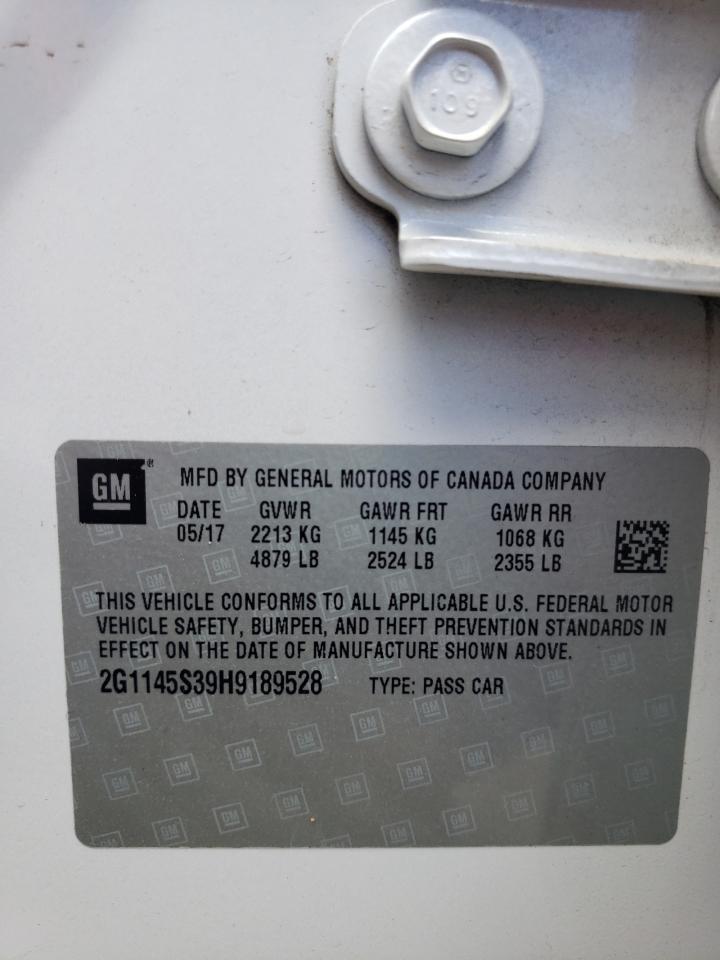 109
GM
MFD BY GENERAL MOTORS OF CANADA COMPANY
DATE GVWR GAWR FRT GAWR RR
05/17 2213 KG 1145 KG 1068 KG
4879 LB 2524 LB 2355 LB
THIS VEHICLE CONFORMS TO ALL APPLICABLE U.S. FEDERAL MOTOR
VEHICLE SAFETY, BUMPER, AND THEFT PREVENTION STANDARDS IN
EFFECT ON THE DATE OF MANUFACTURE SHOWN ABOVE.
2G1145S39H9189528 TYPE: PASS CAR